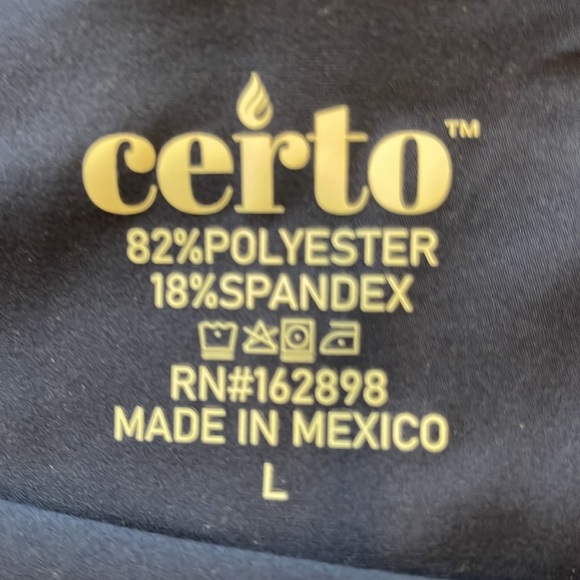 certo™
82%POLYESTER
18%SPANDEX
RN#162898
MADE IN MEXICO
L